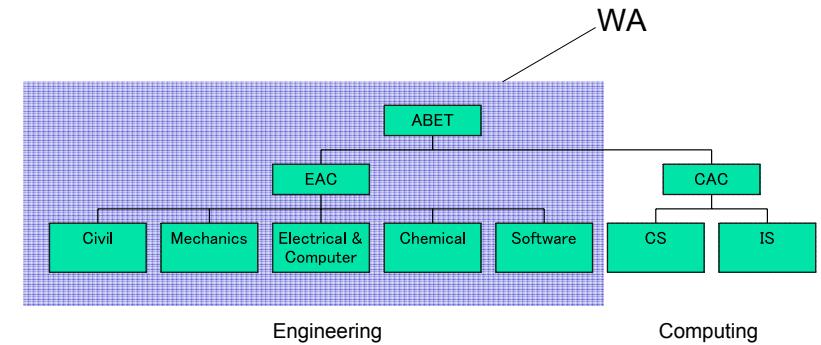 WA
ABET
EAC
CAC
Civil
Mechanics
Electrical &
Computer
Chemical
Software
CS
IS
Engineering
Computing